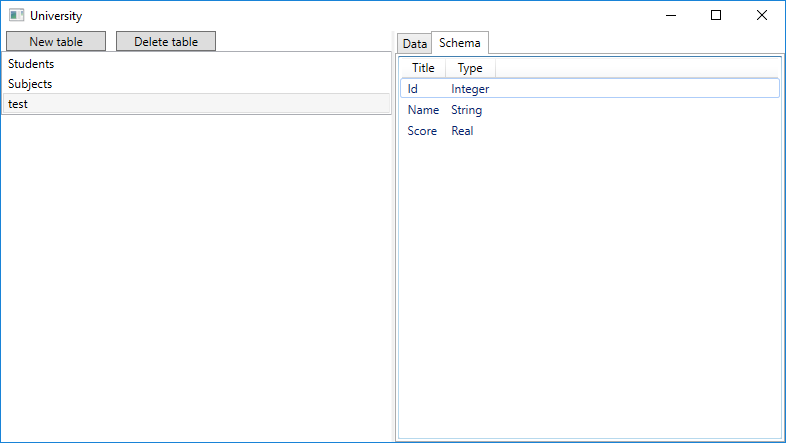 University
New table Delete table
Students
Subjects
test
Data Schema
Title Type
Id Integer
Name String
Score Real